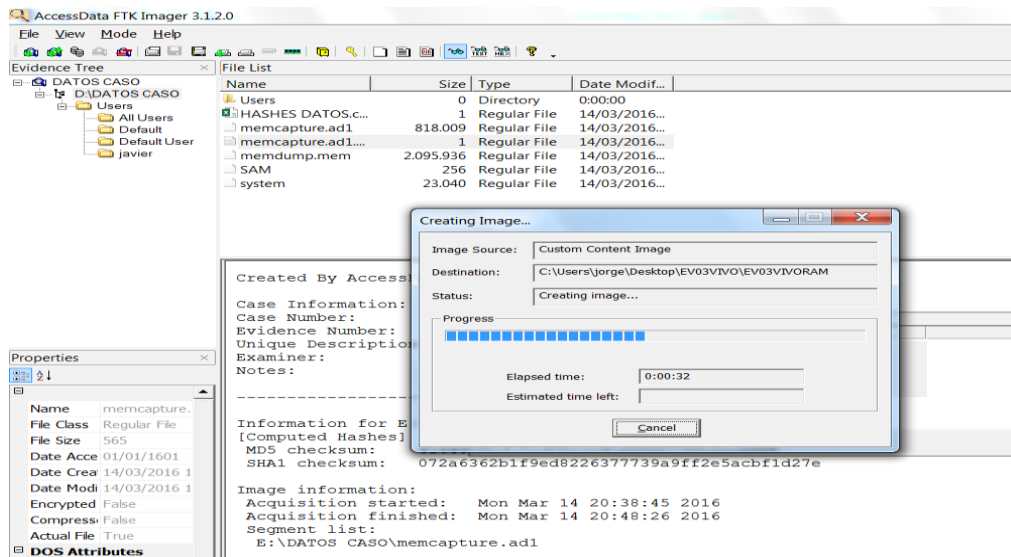 AccessData FTK Imager 3.1.2.0
File View Mode Help
Evidence Tree
DATOS CASO
D:\DATOS CASO
Users
All Users
Default
Default User
javier
File List
Name Size Type Date Modif...
Users 0 Directory 0:00:00
HASHES DATOS.c... 1 Regular File 14/03/2016...
memcapture.ad1 818.009 Regular File 14/03/2016...
memcapture.ad1.... 1 Regular File 14/03/2016...
memdump.mem 2.095.936 Regular File 14/03/2016...
SAM 256 Regular File 14/03/2016...
system 23.040 Regular File 14/03/2016...
Creating Image...
Image Source: Custom Content Image
Destination: C:\Users\jorge\Desktop\EV03VIVO\EV03VIVORAM
Status: Creating image...
Progress
Elapsed time: 0:00:32
Estimated time left:
Cancel
Created By Access
Case Information:
Case Number:
Evidence Number:
Unique Descriptio
Examiner:
Notes:
Information for E
[Computed Hashes]
MD5 checksum:
SHA1 checksum: 072a6362b1f9ed8226377739a9ff2e5acbf1d27e
Image information:
Acquisition started: Mon Mar 14 20:38:45 2016
Acquisition finished: Mon Mar 14 20:48:26 2016
Segment list:
E:\DATOS CASO\memcapture.ad1
Properties
Name memcapture.
File Class Regular File
File Size 565
Date Acce 01/01/1601
Date Crea 14/03/2016 1
Date Modi 14/03/2016 1
Encrypted False
Compress False
Actual File True
DOS Attributes